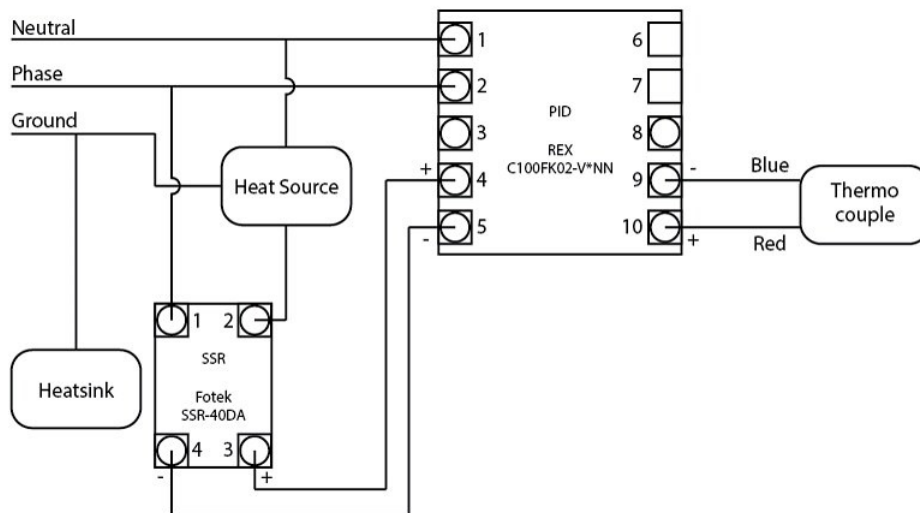 Neutral
Phase
Ground
Heat Source
Heatsink
1 2
SSR
Fotek
SSR-40DA
4 3
- +
1 6
2 7
PID
3 8
REX
C100FK02-V*NN
+ 4 9 -
- 5 10 +
Blue
Red
Thermo
couple